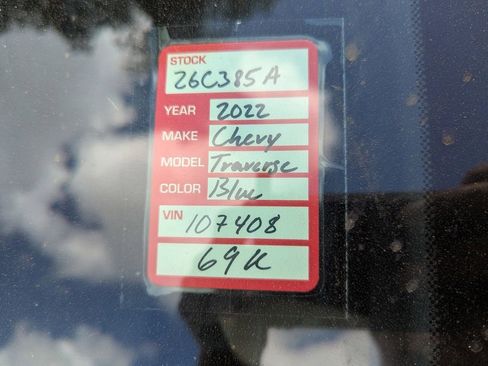 STOCK
26C385A
YEAR 2022
MAKE Chevy
MODEL Traverse
COLOR Blue
VIN
107408
69K